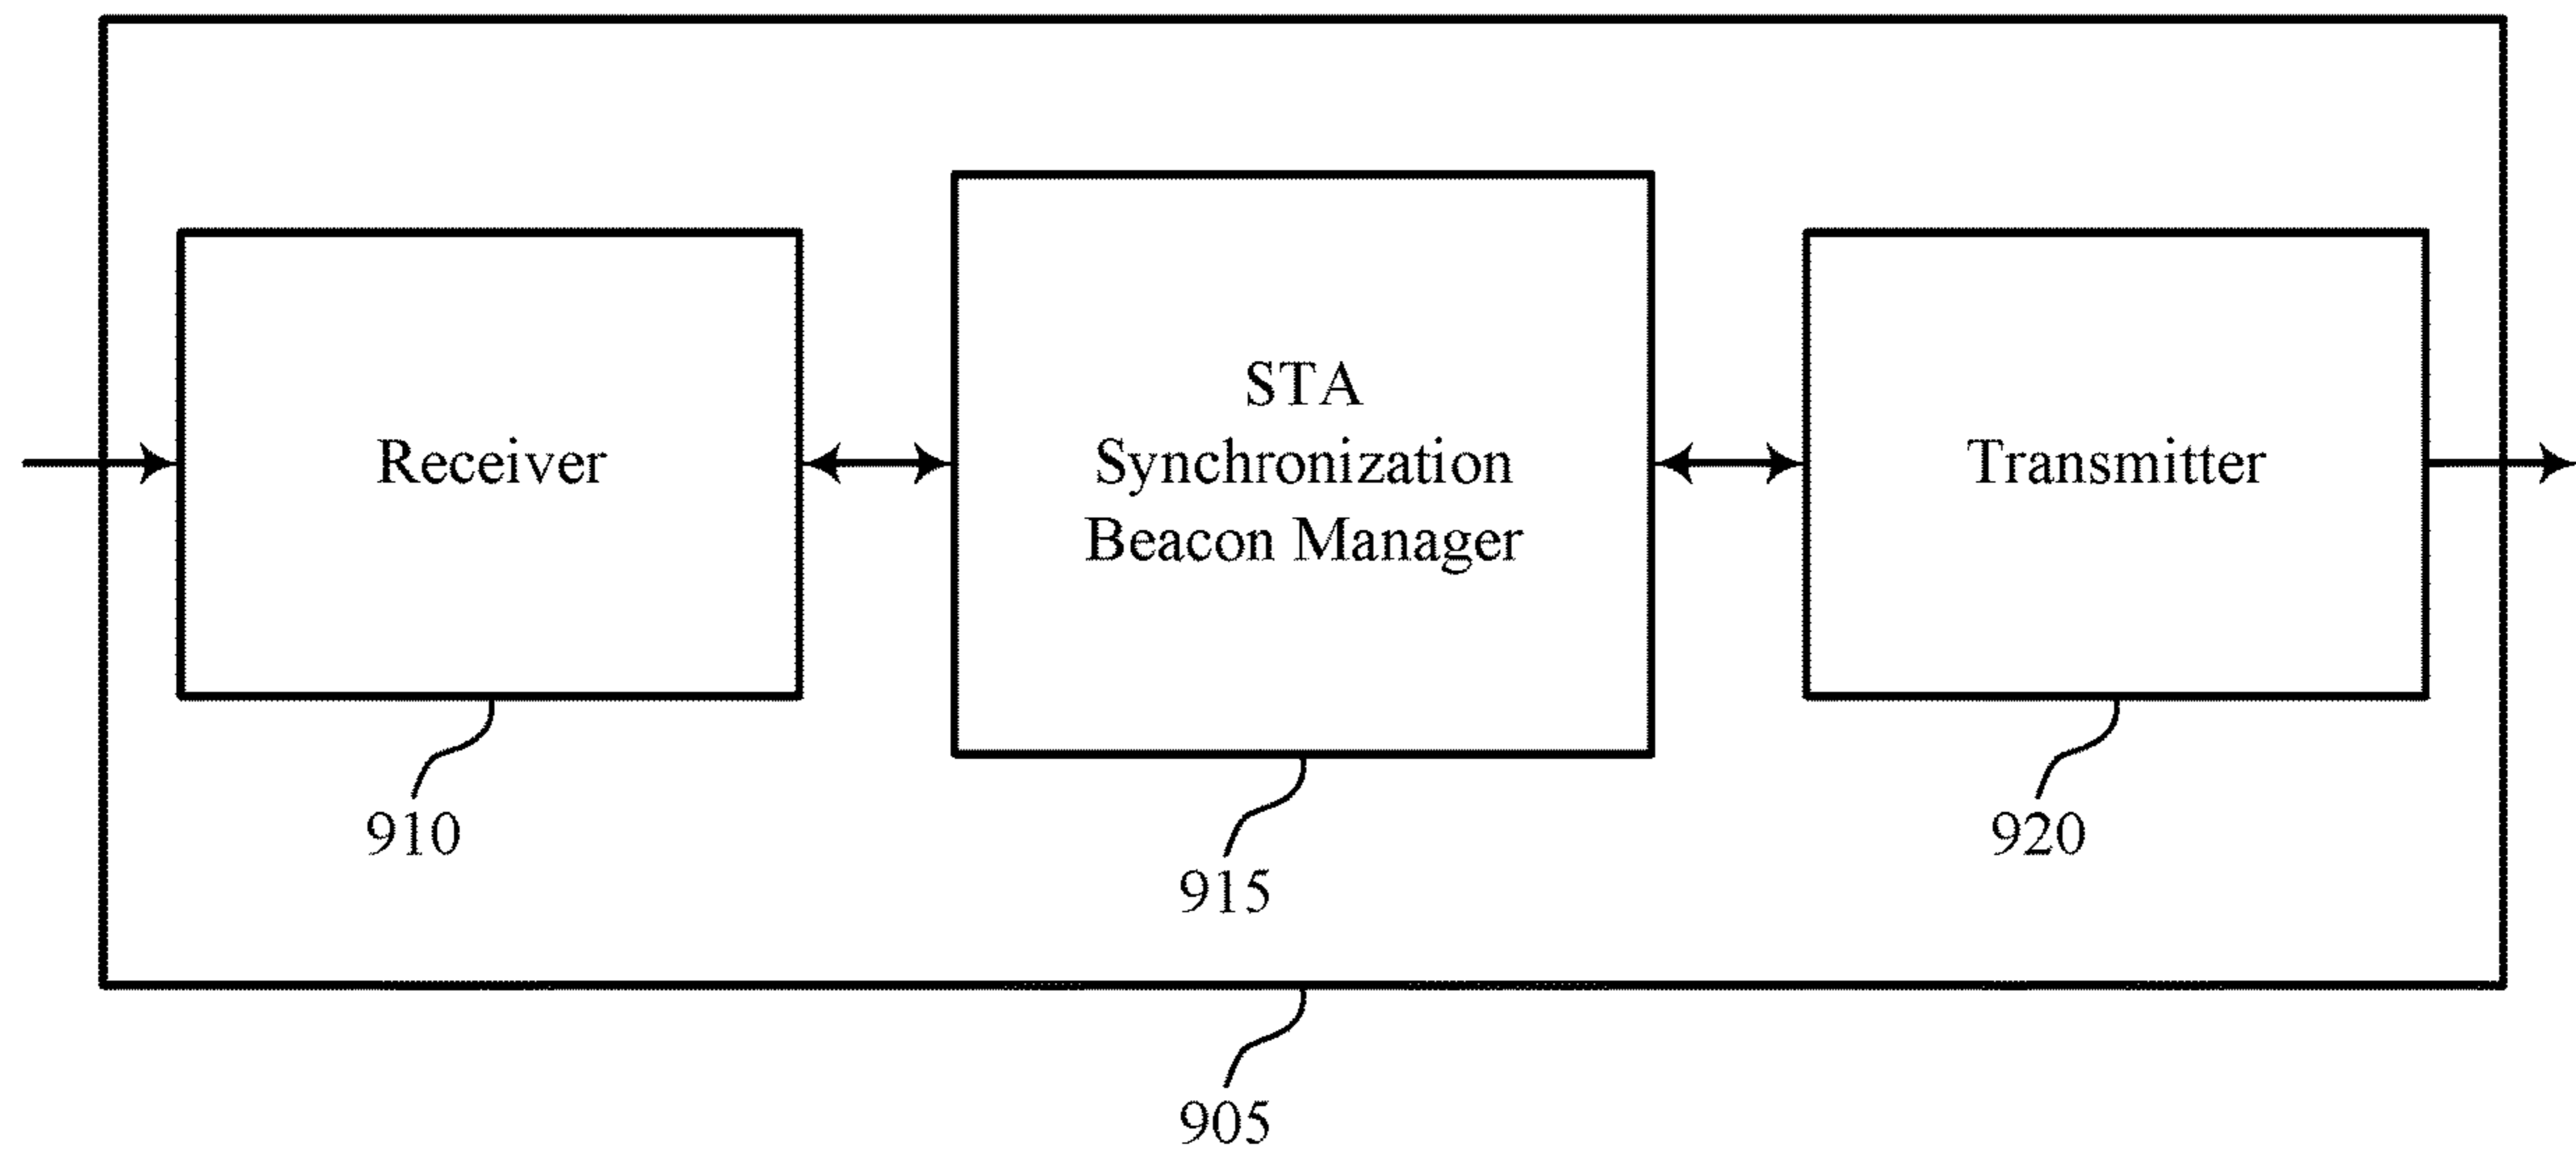 Receiver
STA
Synchronization
Beacon Manager
Transmitter
910
915
920
905